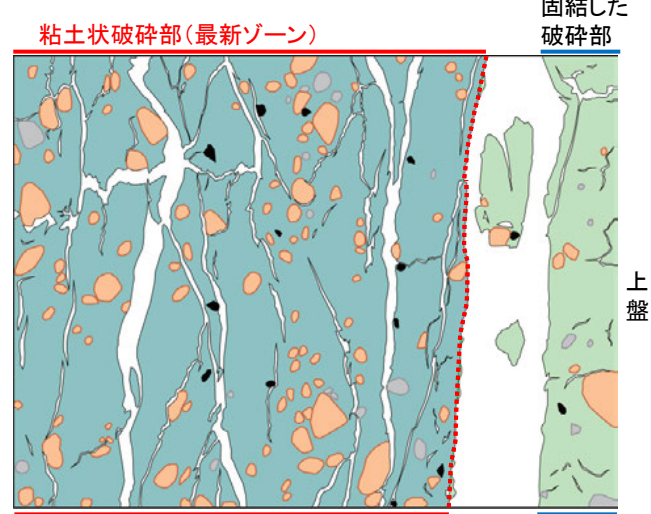 固結した
粘土状破砕部(最新ゾーン)
破砕部
上
盤